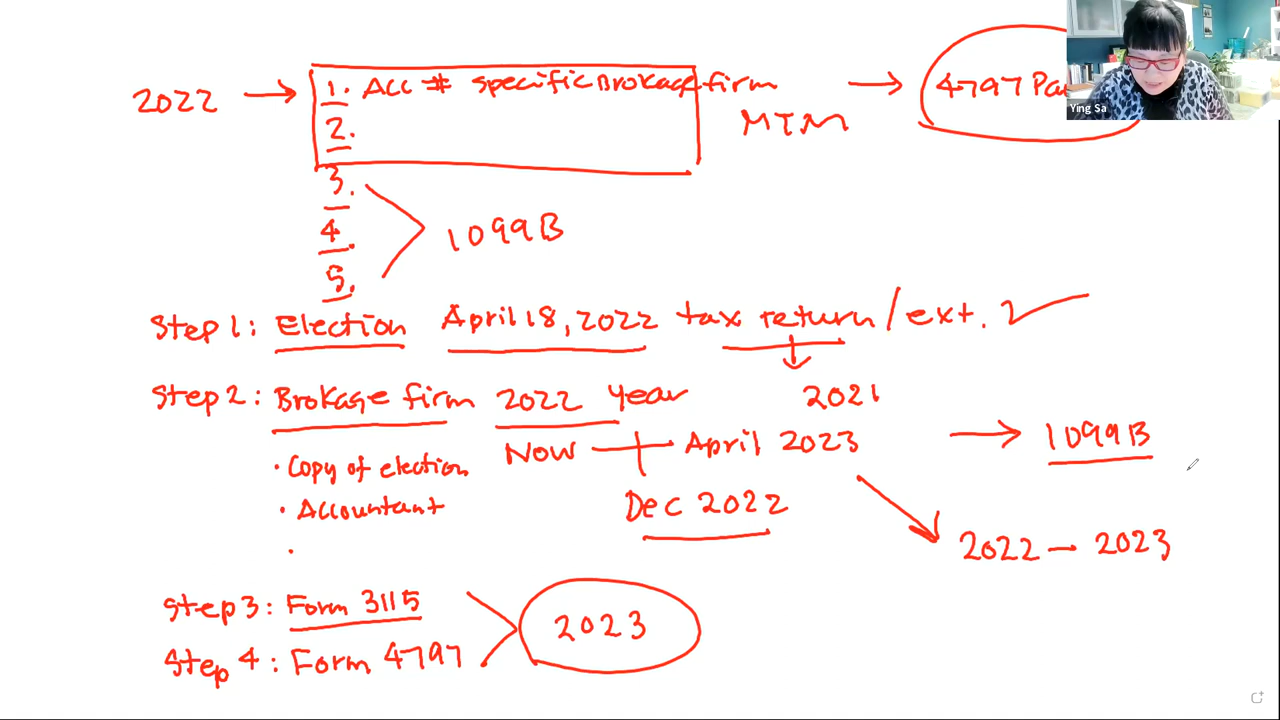 2022 → 1. Acc # specific Brokage firm → 4797
2. MTM
3.
4. 1099B
5.
Step 1: Election April 18, 2022 tax return / ext. ✓
Step 2: Brokage firm 2022 year 2021
Now — April 2023 → 1099B
• Copy of election
• Accountant Dec 2022
•
2022 — 2023
Step 3: Form 3115
2023
Step 4: Form 4797
Ying Sa